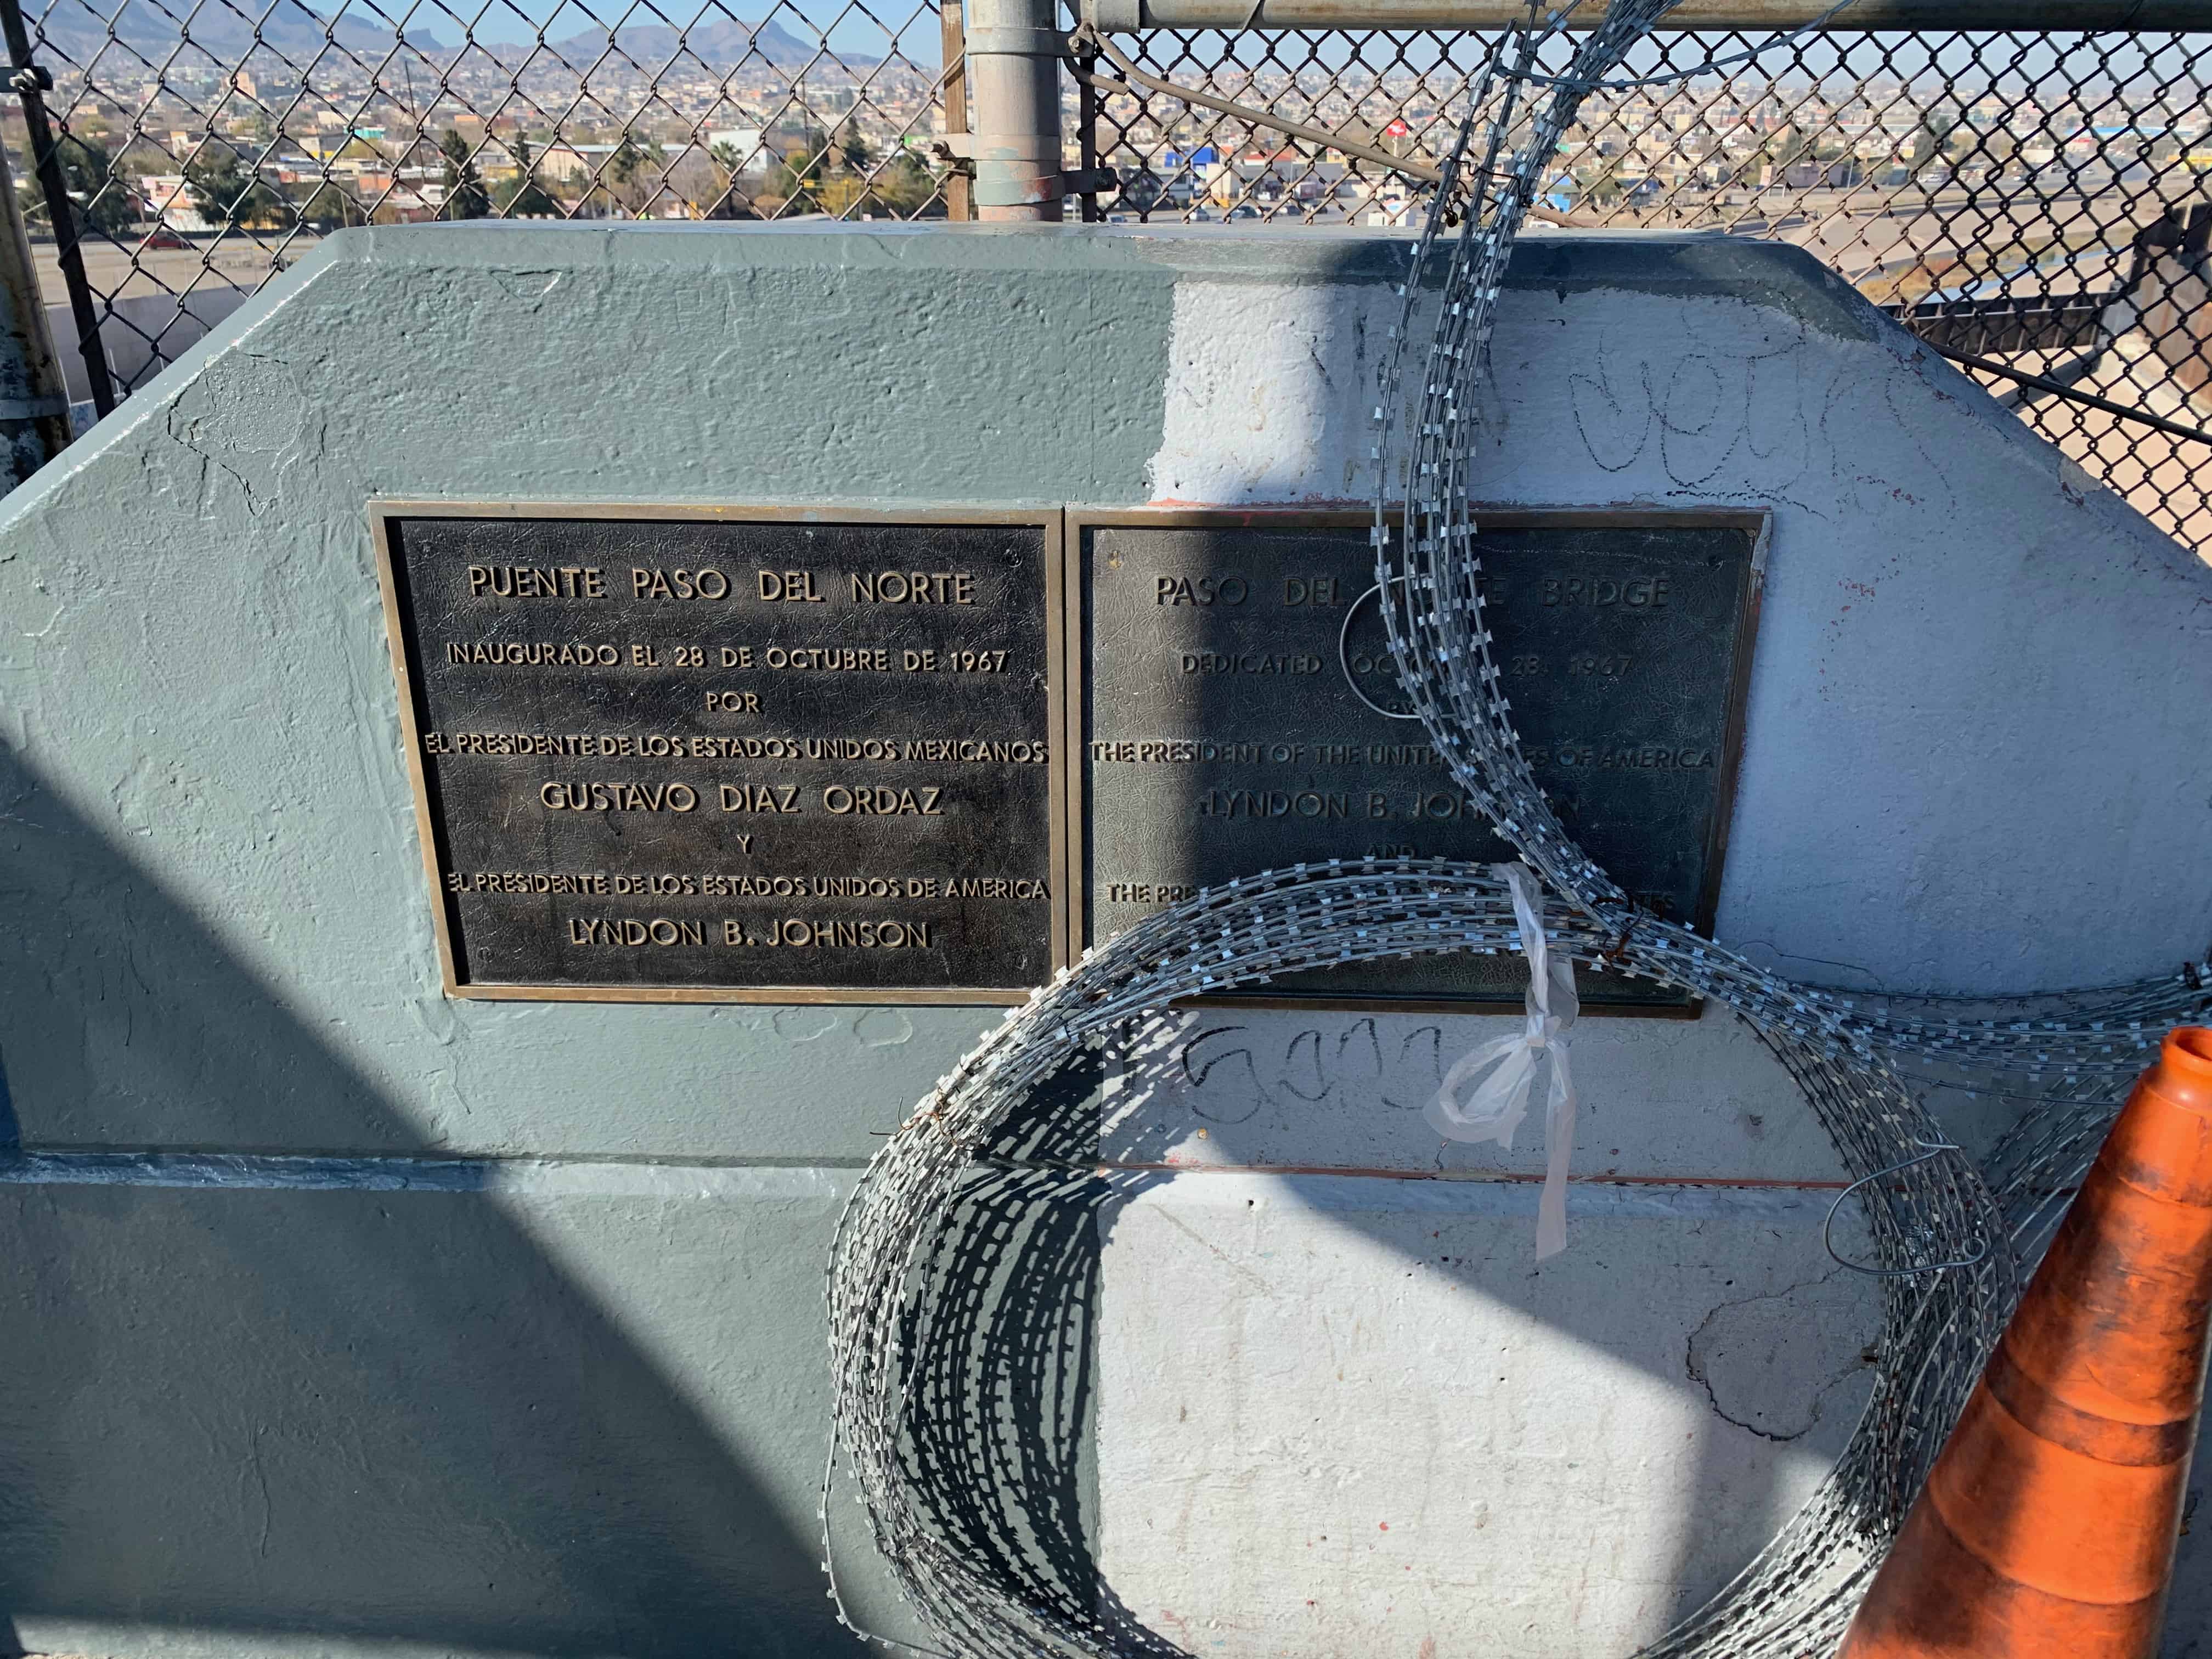 PUENTE PASO DEL NORTE
INAUGURADO EL 28 DE OCTUBRE DE 1967
POR
EL PRESIDENTE DE LOS ESTADOS UNIDOS MEXICANOS
GUSTAVO DIAZ ORDAZ
Y
EL PRESIDENTE DE LOS ESTADOS UNIDOS DE AMERICA
LYNDON B. JOHNSON
PASO DEL BRIDGE
DEDICATED 28 1967
BY
THE PRESIDENT OF THE OF AMERICA
LYNDON B.
AND
THE